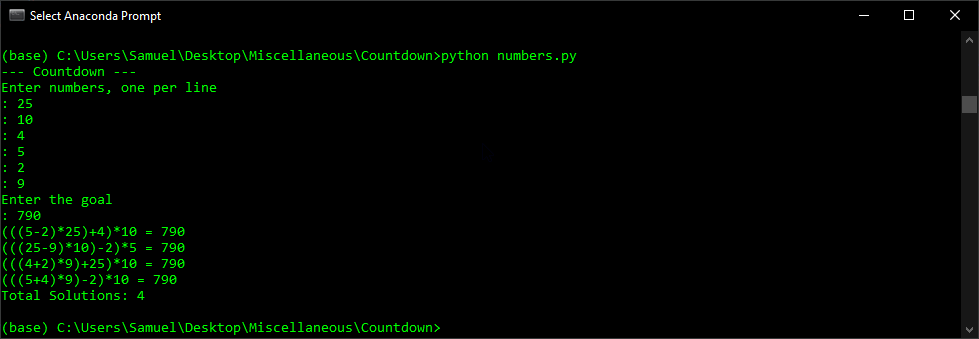 Select Anaconda Prompt
(base) C:\Users\Samuel\Desktop\Miscellaneous\Countdown>python numbers.py
--- Countdown ---
Enter numbers, one per line
: 25
: 10
: 4
: 5
: 2
: 9
Enter the goal
: 790
(((5-2)*25)+4)*10 = 790
(((25-9)*10)-2)*5 = 790
(((4+2)*9)+25)*10 = 790
(((5+4)*9)-2)*10 = 790
Total Solutions: 4
(base) C:\Users\Samuel\Desktop\Miscellaneous\Countdown>